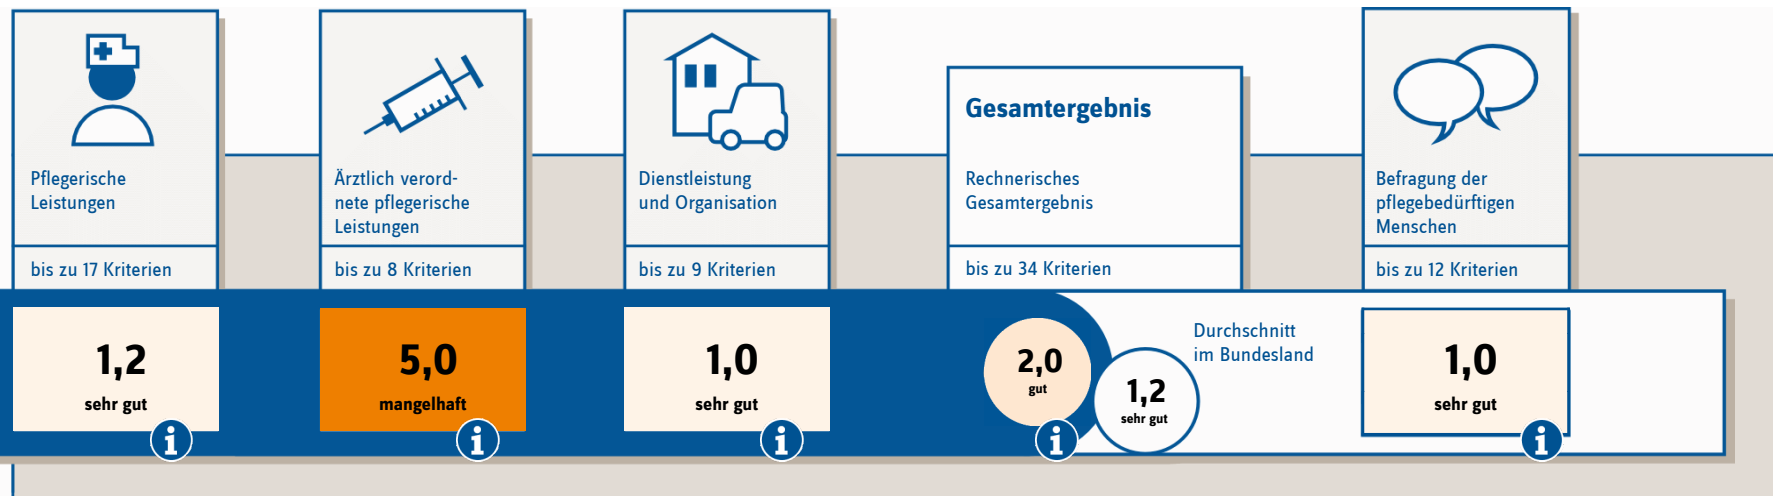 Pflegerische
Leistungen
bis zu 17 Kriterien
1,2
sehr gut
i
Ärztlich verord-
nete pflegerische
Leistungen
bis zu 8 Kriterien
5,0
mangelhaft
i
Dienstleistung
und Organisation
bis zu 9 Kriterien
1,0
sehr gut
i
Gesamtergebnis
Rechnerisches
Gesamtergebnis
bis zu 34 Kriterien
2,0
gut
i
1,2
sehr gut
Durchschnitt
im Bundesland
Befragung der
pflegebedürftigen
Menschen
bis zu 12 Kriterien
1,0
sehr gut
i